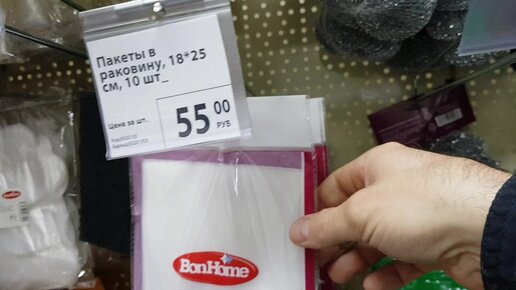 Пакеты в
раковину, 18*25
см, 10 шт_
Цена за шт.
55 00
РУБ
BonHome